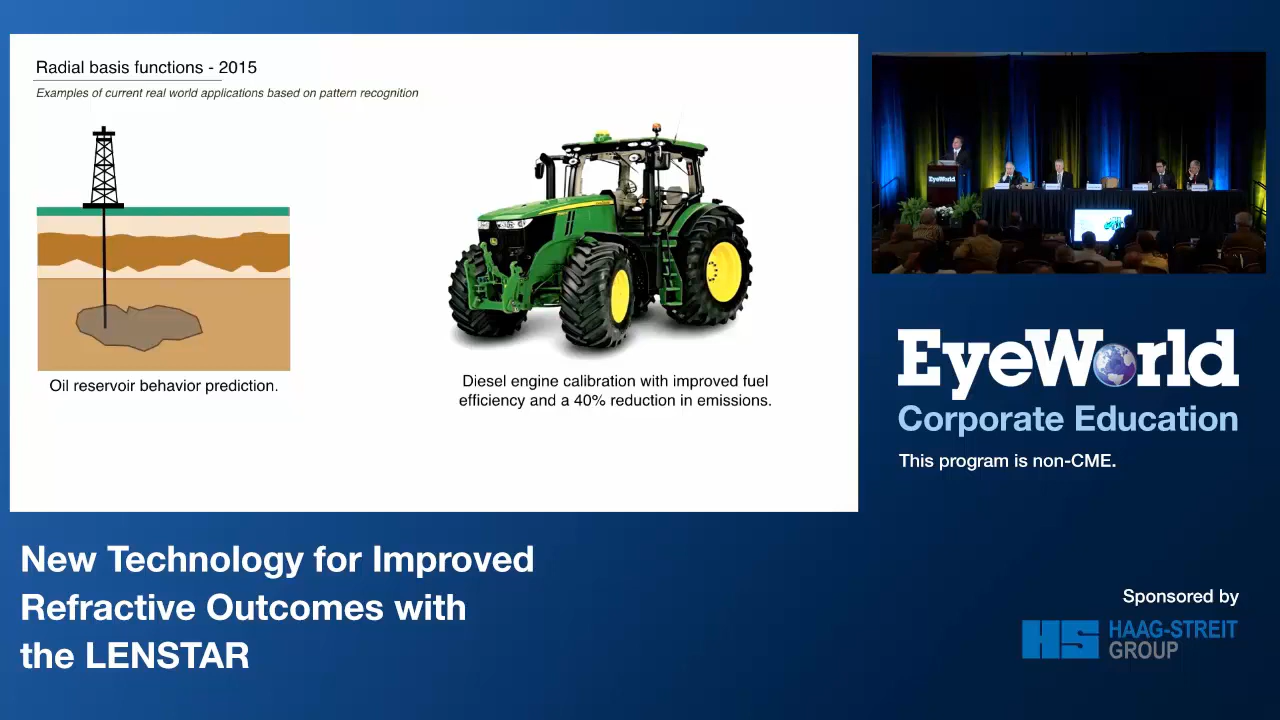 Radial basis functions - 2015
Examples of current real world applications based on pattern recognition
Oil reservoir behavior prediction.
Diesel engine calibration with improved fuel
efficiency and a 40% reduction in emissions.
EyeWorld
EyeWorld
Corporate Education
This program is non-CME.
New Technology for Improved
Refractive Outcomes with
the LENSTAR
Sponsored by
HS HAAG-STREIT
GROUP